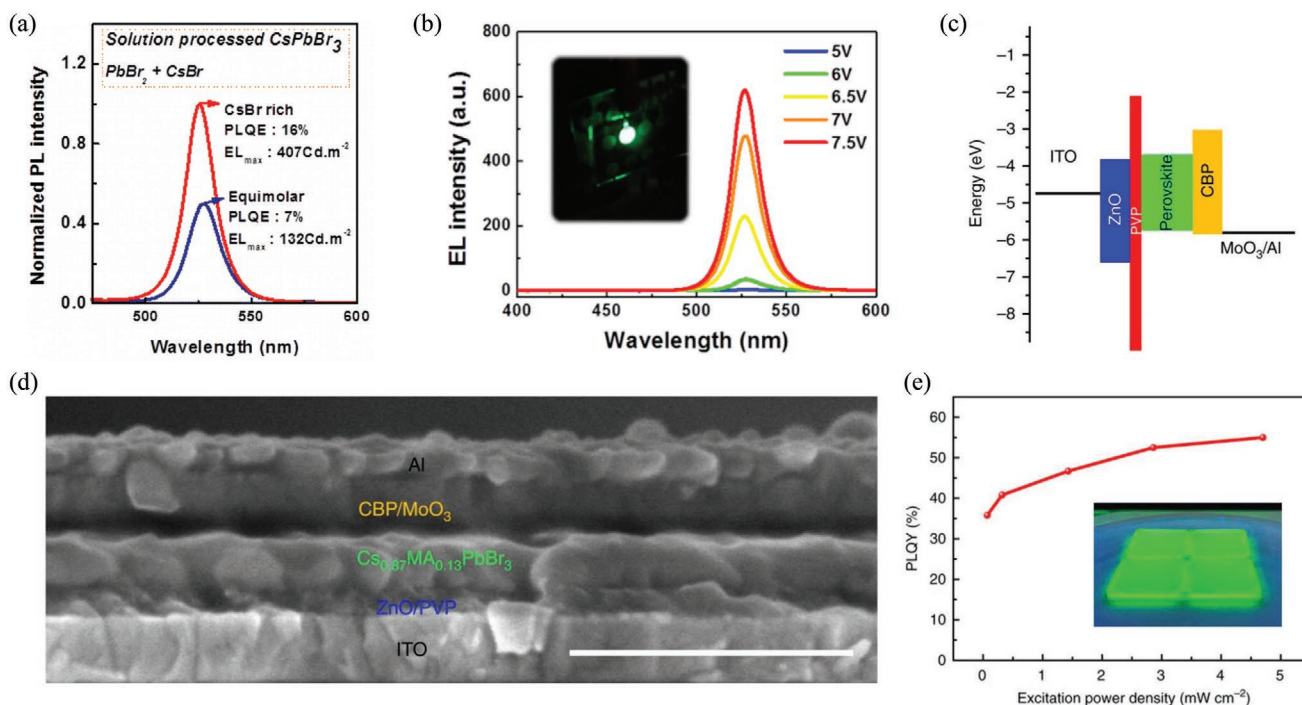 (a)
Solution processed CsPbBr₃
PbBr₂ + CsBr
CsBr rich
PLQE : 16%
ELmax : 407Cd.m⁻²
Equimolar
PLQE : 7%
ELmax : 132Cd.m⁻²
Normalized PL intensity
1.2
0.8
0.4
0.0
500
550
600
Wavelength (nm)
(b)
EL intensity (a.u.)
800
600
400
200
0
5V
6V
6.5V
7V
7.5V
400
450
500
550
600
Wavelength (nm)
(c)
Energy (eV)
−1
−2
−3
−4
−5
−6
−7
−8
ITO
ZnO
PVP
Perovskite
CBP
MoO₃/Al
(d)
Al
CBP/MoO₃
Cs₀.₈₇MA₀.₁₃PbBr₃
ZnO/PVP
ITO
(e)
PLQY (%)
60
50
40
30
20
10
0
0
1
2
3
4
5
Excitation power density (mW cm⁻²)